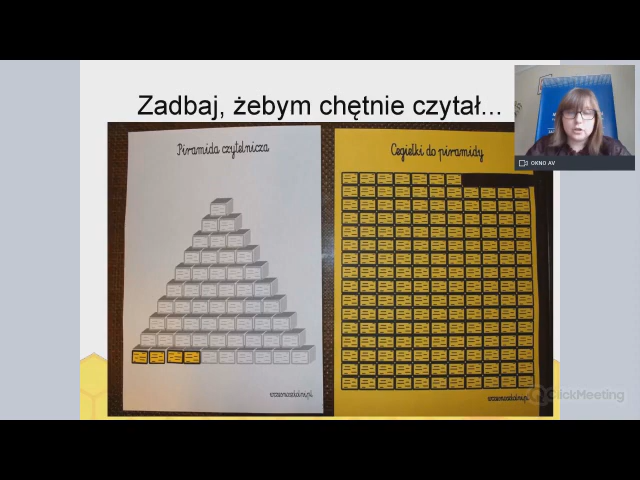 Zadbaj, żebym chętnie czytał...
Piramida czytelnicza
Cegiełki do piramidy
OKNO AV
ClickMeeting